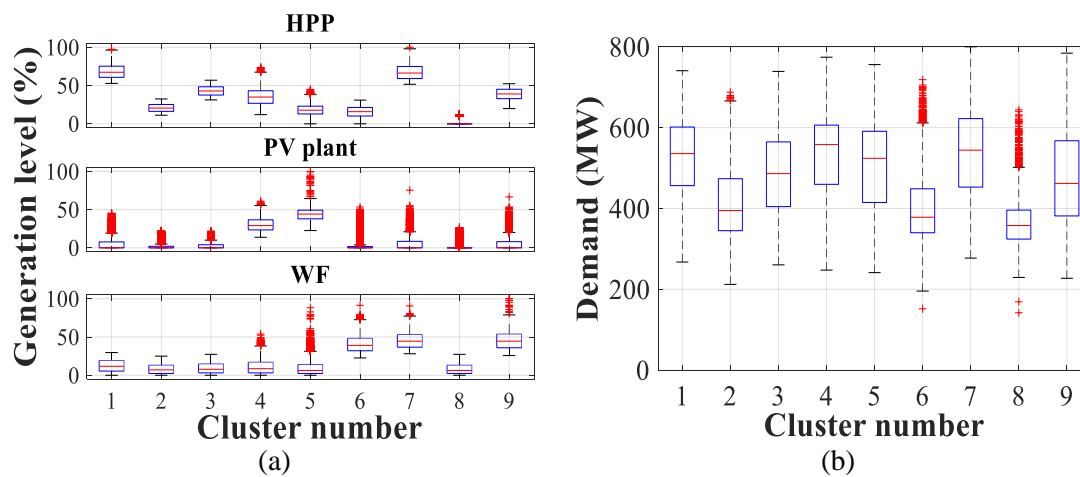 HPP
100
50
0
PV plant
100
50
0
WF
100
50
0
Generation level (%)
1 2 3 4 5 6 7 8 9
Cluster number
(a)
800
600
400
200
0
Demand (MW)
1 2 3 4 5 6 7 8 9
Cluster number
(b)